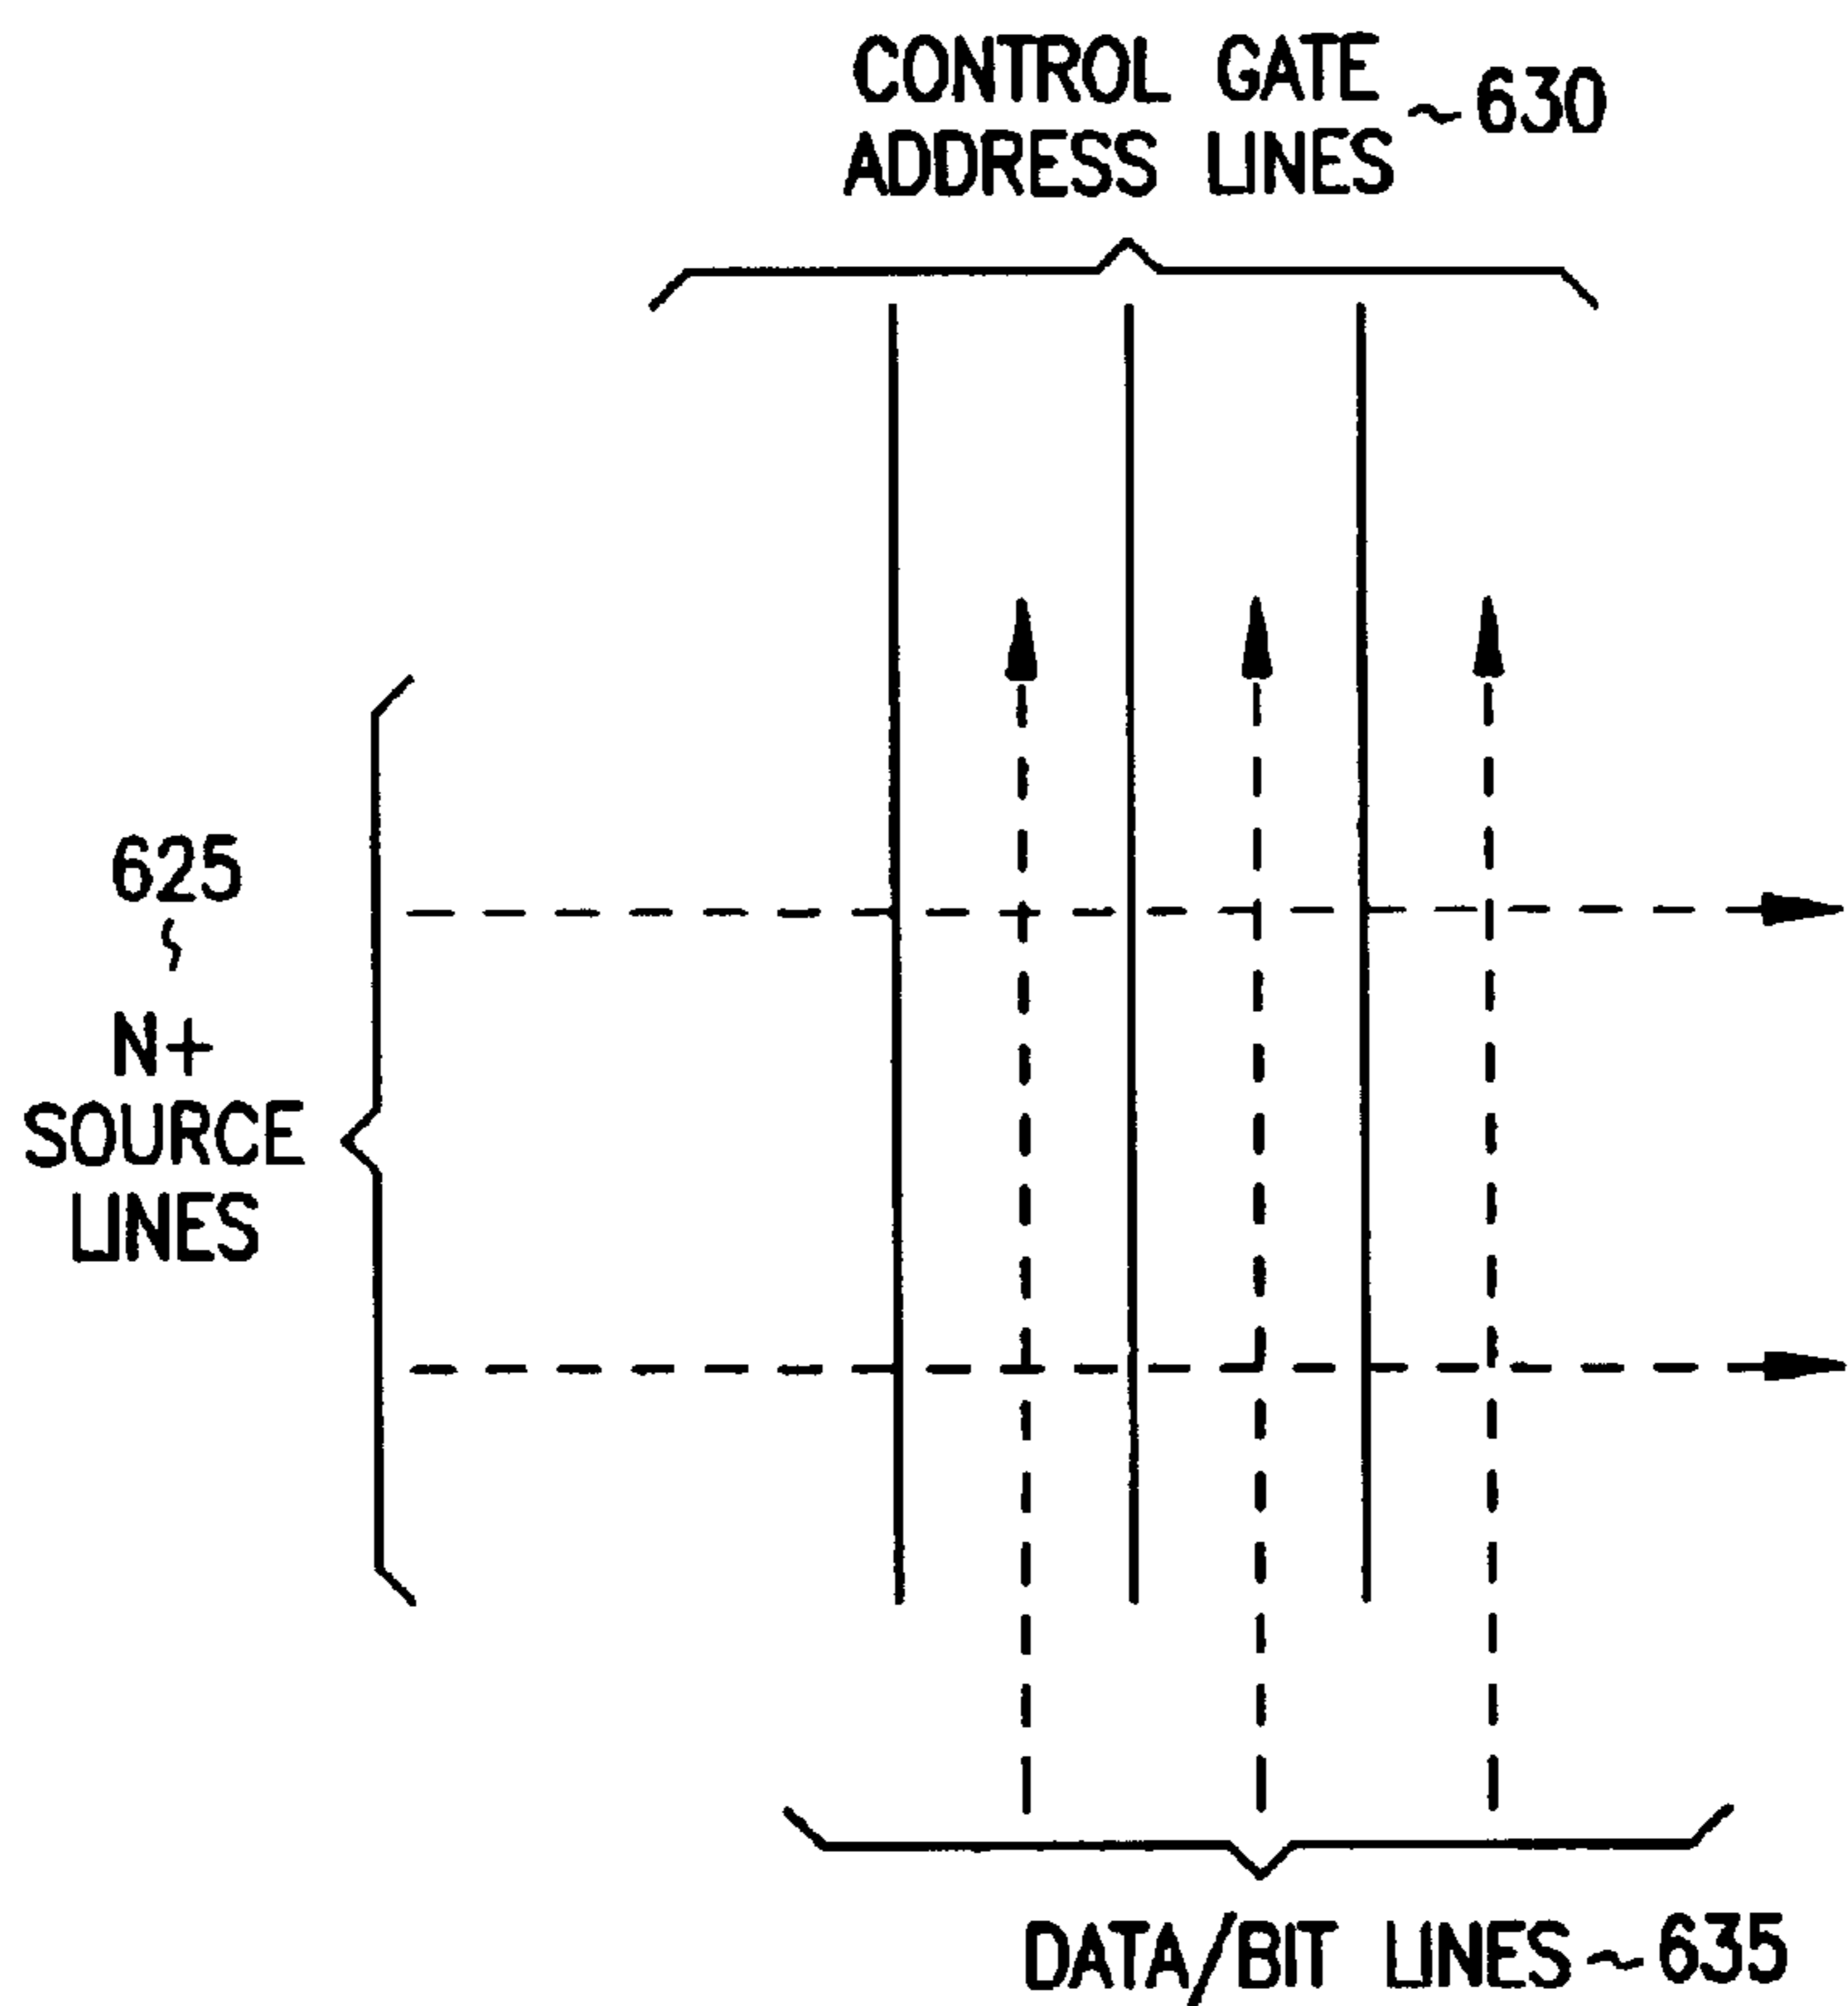 CONTROL GATE
ADDRESS LINES ~630
625
N+
SOURCE
LINES
DATA/BIT LINES ~635